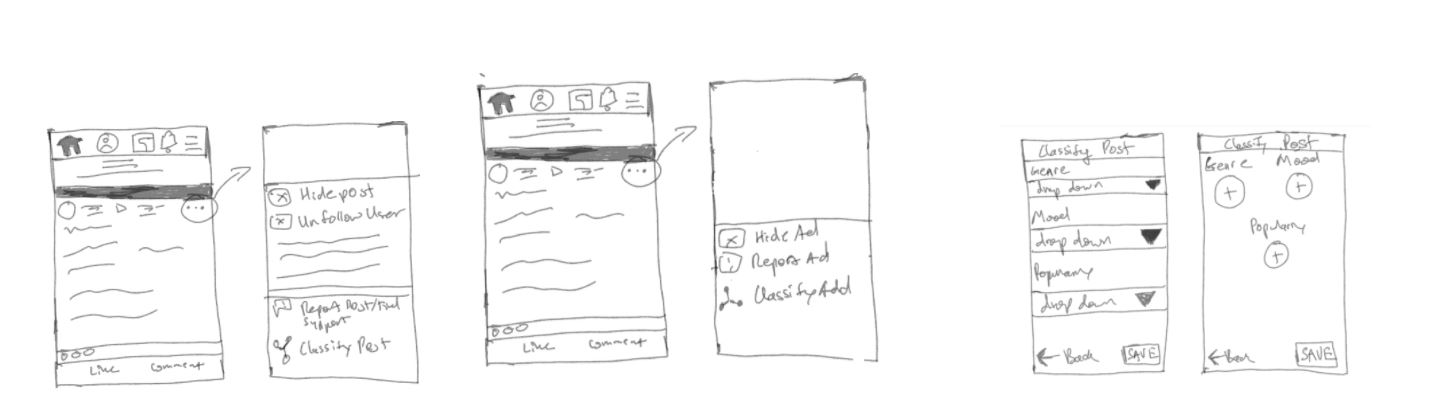 Like Comment
Hide post
Unfollow User
Report Post/Find
Support
Classify Post
Like Comment
Hide Ad
Report Ad
Classify Add
Classify Post
Genre
drop down
Mood
drop down
drop down
← Back SAVE
Classify Post
Genre Mood
+ +
+
← Back SAVE